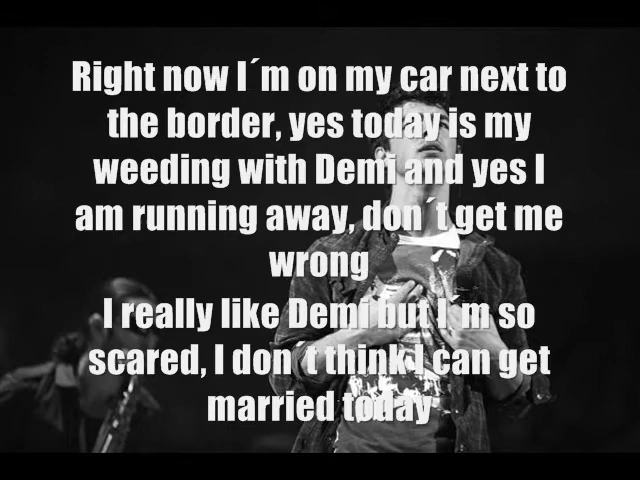 Right now I´m on my car next to
the border, yes today is my
weeding with Demi and yes I
am running away, don´t get me
wrong
I really like Demi but I´m so
scared, I don´t think I can get
married today